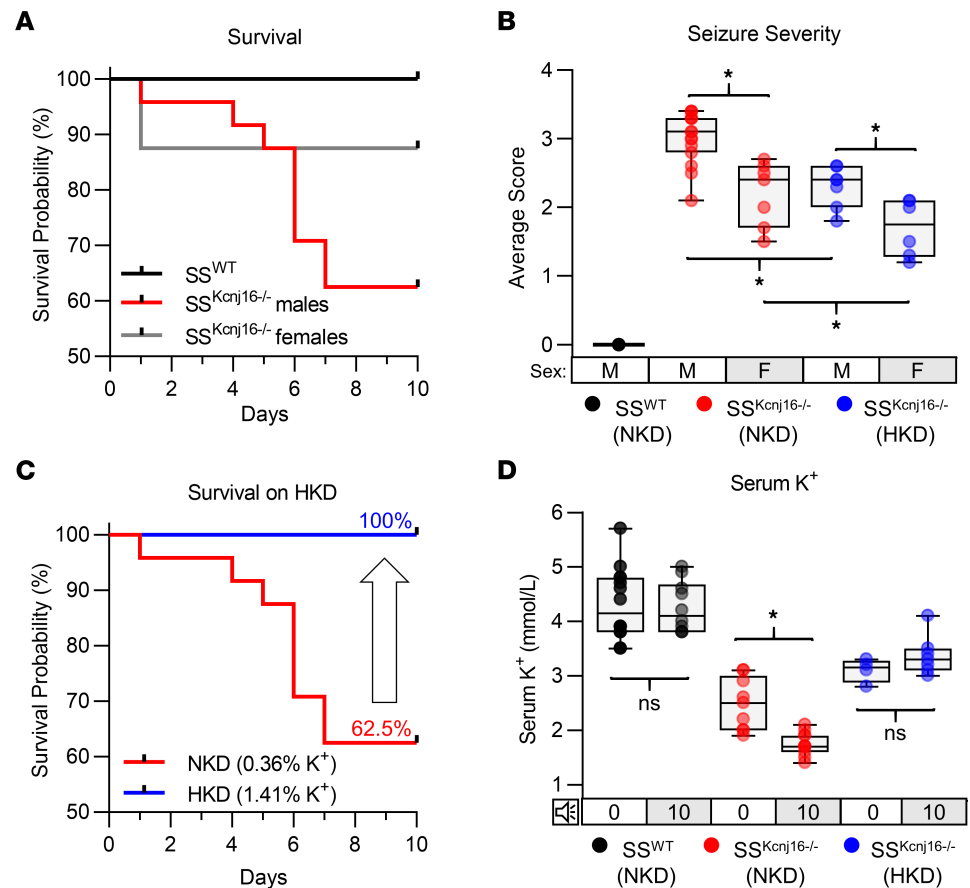 A
Survival
Survival Probability (%)
100
90
80
70
60
50
SS^WT
SS^Kcnj16-/- males
SS^Kcnj16-/- females
0 2 4 6 8 10
Days
B
Seizure Severity
Average Score
4
3
2
1
0
*
*
*
*
Sex: M M F M F
SS^WT SS^Kcnj16-/- SS^Kcnj16-/-
(NKD) (NKD) (HKD)
C
Survival on HKD
Survival Probability (%)
100
90
80
70
60
50
100%
62.5%
NKD (0.36% K^+)
HKD (1.41% K^+)
0 2 4 6 8 10
Days
D
Serum K^+
Serum K^+ (mmol/L)
6
5
4
3
2
1
*
ns
ns
0 10 0 10 0 10
SS^WT SS^Kcnj16-/- SS^Kcnj16-/-
(NKD) (NKD) (HKD)